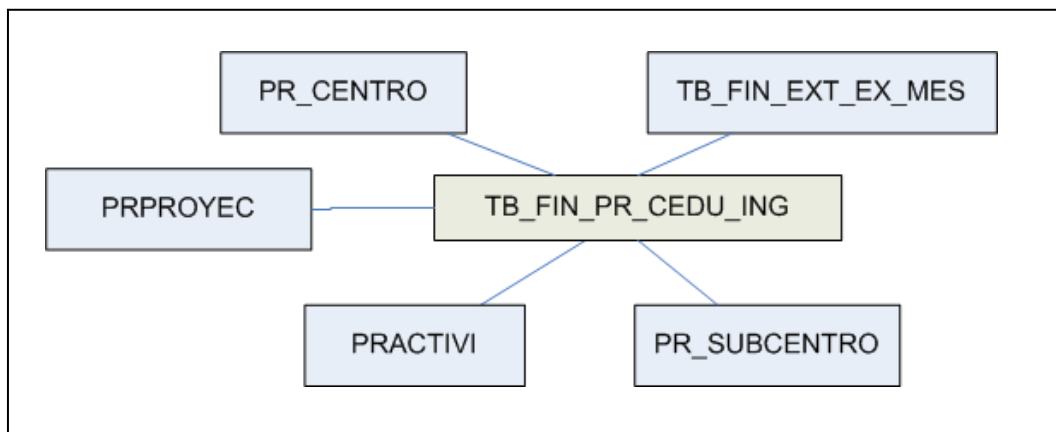 PR_CENTRO
TB_FIN_EXT_EX_MES
PRPROYEC
TB_FIN_PR_CEDU_ING
PRACTIVI
PR_SUBCENTRO